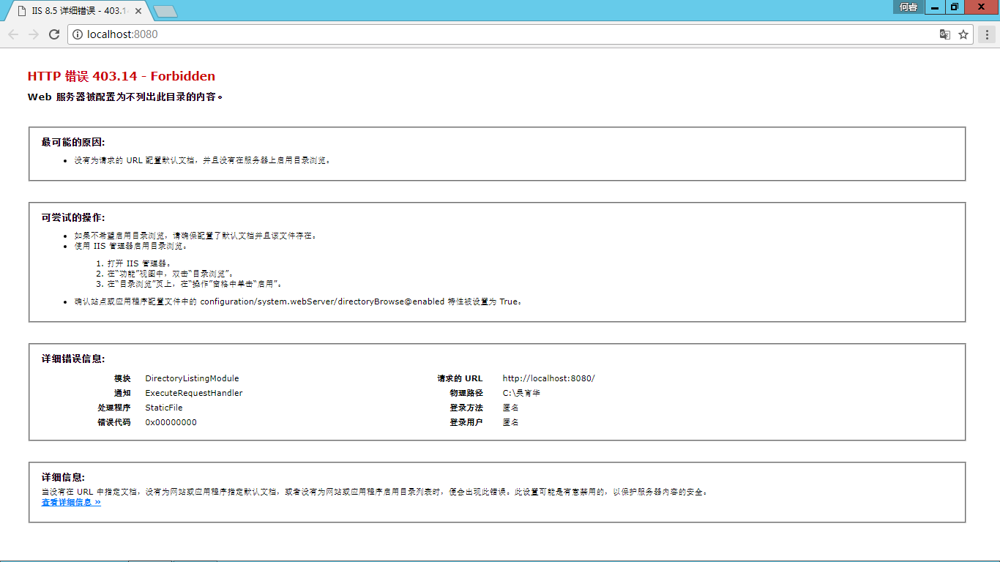 IIS 8.5 详细错误 - 403.1
何睿
localhost:8080
HTTP 错误 403.14 - Forbidden
Web 服务器被配置为不列出此目录的内容。
最可能的原因:
• 没有为请求的 URL 配置默认文档，并且没有在服务器上启用目录浏览。
可尝试的操作:
• 如果不希望启用目录浏览，请确保配置了默认文档并且该文件存在。
• 使用 IIS 管理器启用目录浏览。
1. 打开 IIS 管理器。
2. 在“功能”视图中，双击“目录浏览”。
3. 在“目录浏览”页上，在“操作”窗格中单击“启用”。
• 确认站点或应用程序配置文件中的 configuration/system.webServer/directoryBrowse@enabled 特性被设置为 True。
详细错误信息:
模块 DirectoryListingModule 请求的 URL http://localhost:8080/
通知 ExecuteRequestHandler 物理路径 C:\吴育华
处理程序 StaticFile 登录方法 匿名
错误代码 0x00000000 登录用户 匿名
详细信息:
当没有在 URL 中指定文档，没有为网站或应用程序指定默认文档，或者没有为网站或应用程序启用目录列表时，便会出现此错误。此设置可能是有意禁用的，以保护服务器内容的安全。
查看详细信息 »